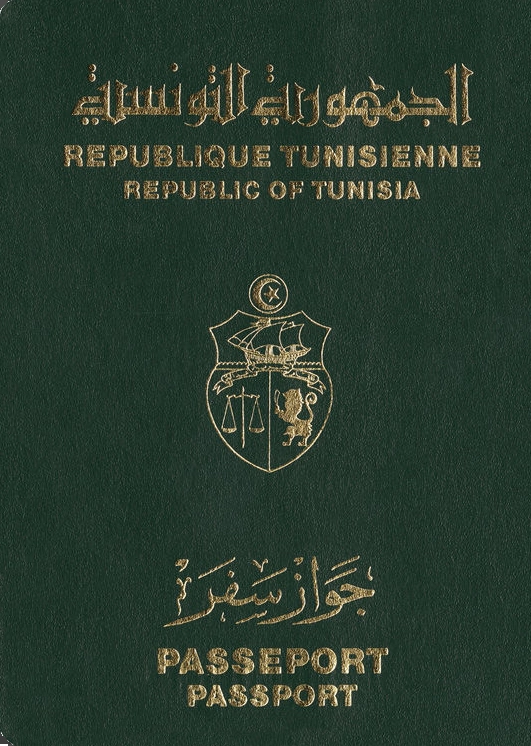 الجمهورية التونسية
REPUBLIQUE TUNISIENNE
REPUBLIC OF TUNISIA
جواز سفر
PASSEPORT
PASSPORT